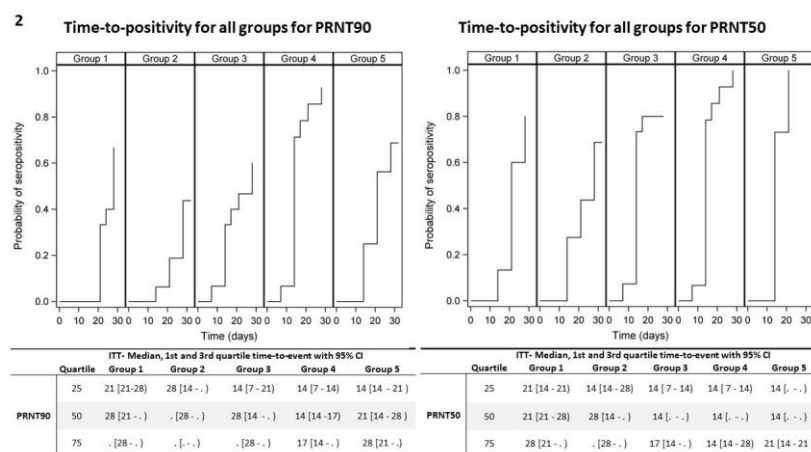 2
Time-to-positivity for all groups for PRNT90
Group 1 Group 2 Group 3 Group 4 Group 5
1.0
0.8
0.6
0.4
0.2
0.0
Probability of seropositivity
0 10 20 30 0 10 20 30 0 10 20 30 0 10 20 30 0 10 20 30
Time (days)
ITT- Median, 1st and 3rd quartile time-to-event with 95% CI
Quartile Group 1 Group 2 Group 3 Group 4 Group 5
25 21 [21-28) 28 [14 - . ) 14 [7 - 21) 14 [7 - 14) 14 [14 - 21 )
PRNT90 50 28 [21 - . ) . [28 - . ) 28 [14 - . ) 14 [14 -17) 21 [14 - 28 )
75 . [28 - . ) . [. - . ) . [28 - . ) 17 [14 - . ) 28 [21 - . )
Time-to-positivity for all groups for PRNT50
Group 1 Group 2 Group 3 Group 4 Group 5
1.0
0.8
0.6
0.4
0.2
0.0
Probability of seropositivity
0 10 20 30 0 10 20 30 0 10 20 30 0 10 20 30 0 10 20 30
Time (days)
ITT- Median, 1st and 3rd quartile time-to-event with 95% CI
Quartile Group 1 Group 2 Group 3 Group 4 Group 5
25 21 [14 - 21) 14 [14 - 28) 14 [ 7 - 14) 14 [ 7 - 14) 14 [. - . )
PRNT50 50 21 [21 - 28) 28 [14 - . ) 14 [. - . ) 14 [. - . ) 14 [. - . )
75 28 [21 - . ) . [28 - . ) 17 [14 - . ) 14 [14 - 28) 21 [14 - 21